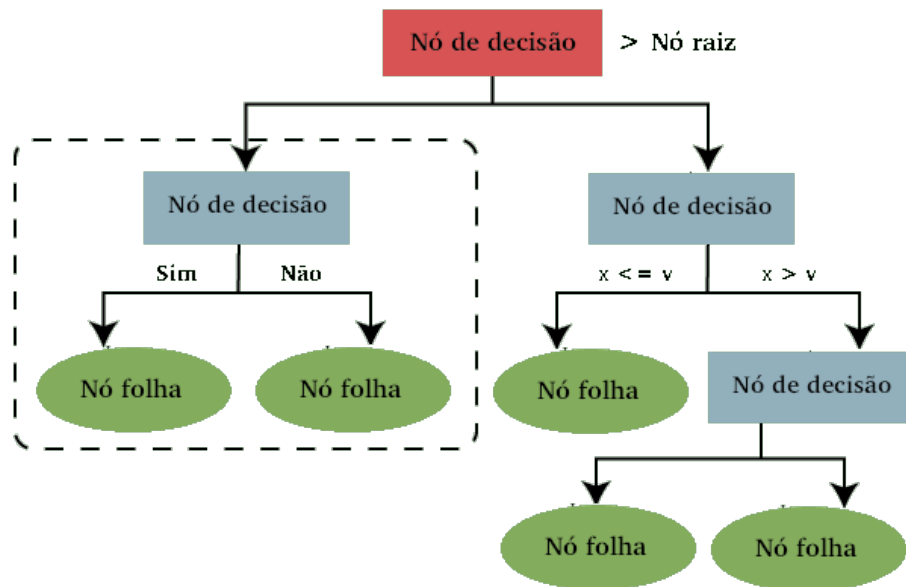 Nó de decisão
> Nó raiz
Nó de decisão
Nó de decisão
Sim
Não
x <= v
x > v
Nó folha
Nó folha
Nó folha
Nó de decisão
Nó folha
Nó folha